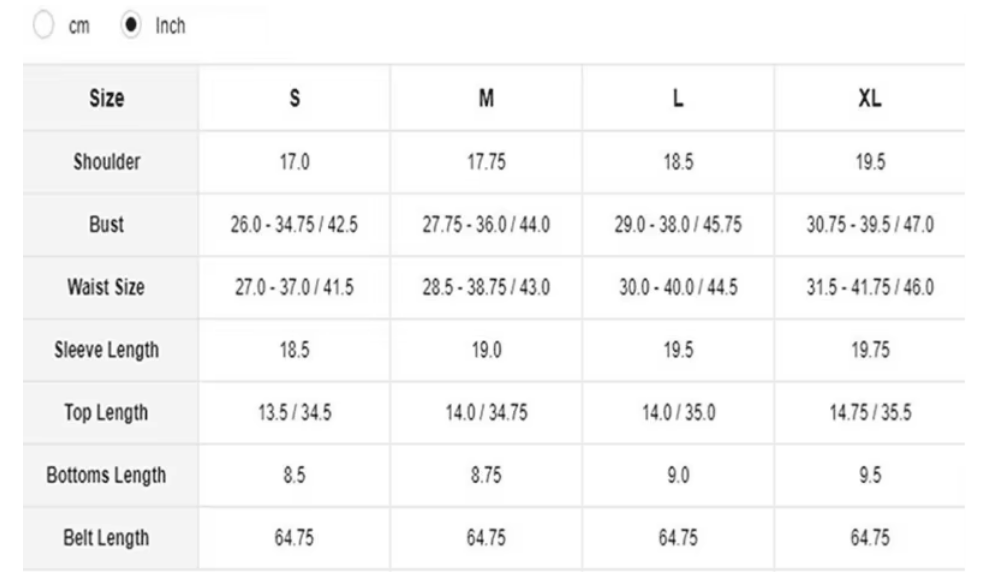 cm Inch
Size S M L XL
Shoulder 17.0 17.75 18.5 19.5
Bust 26.0 - 34.75 / 42.5 27.75 - 36.0 / 44.0 29.0 - 38.0 / 45.75 30.75 - 39.5 / 47.0
Waist Size 27.0 - 37.0 / 41.5 28.5 - 38.75 / 43.0 30.0 - 40.0 / 44.5 31.5 - 41.75 / 46.0
Sleeve Length 18.5 19.0 19.5 19.75
Top Length 13.5 / 34.5 14.0 / 34.75 14.0 / 35.0 14.75 / 35.5
Bottoms Length 8.5 8.75 9.0 9.5
Belt Length 64.75 64.75 64.75 64.75